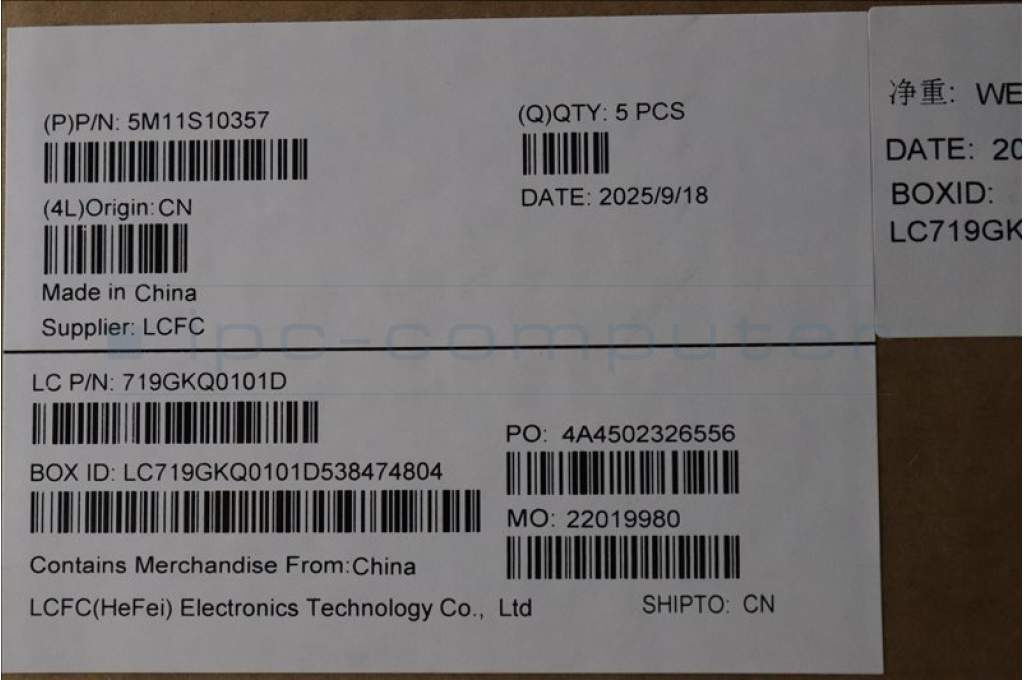 (P)P/N: 5M11S10357
(Q)QTY: 5 PCS
DATE: 2025/9/18
(4L)Origin:CN
Made in China
Supplier: LCFC
LC P/N: 719GKQ0101D
BOX ID: LC719GKQ0101D538474804
PO: 4A4502326556
MO: 22019980
Contains Merchandise From:China
LCFC(HeFei) Electronics Technology Co., Ltd
SHIPTO: CN
净重: WE
DATE: 20
BOXID:
LC719GK
ipc-computer